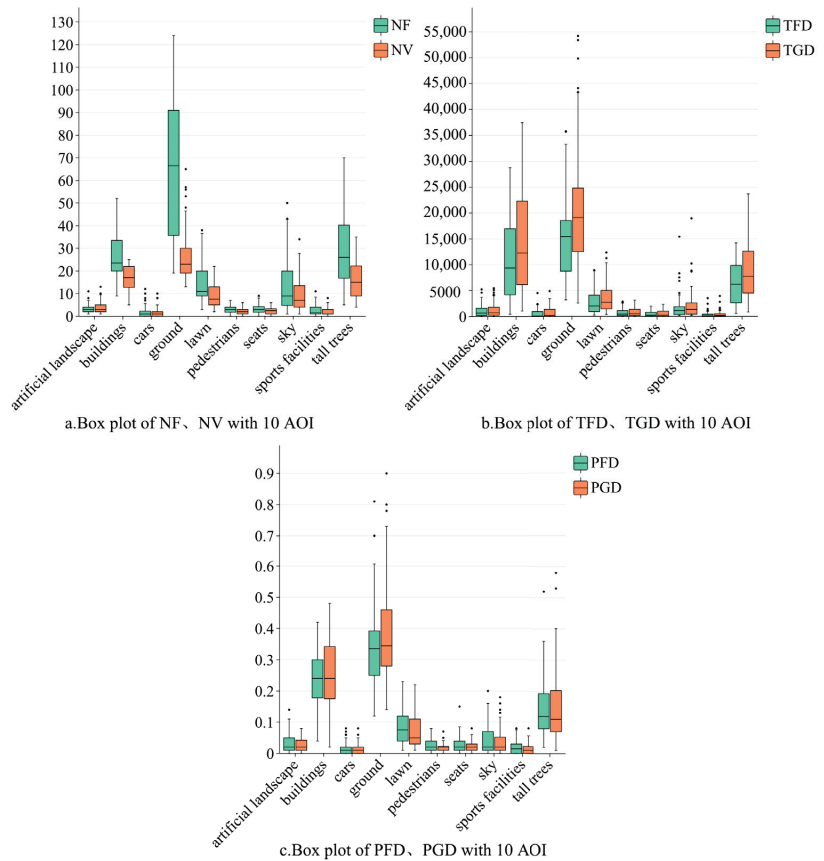 130
120
110
100
90
80
70
60
50
40
30
20
10
0
NF
NV
artificial landscape
buildings
cars
ground
lawn
pedestrians
seats
sky
sports facilities
tall trees
a.Box plot of NF、NV with 10 AOI
55,000
50,000
45,000
40,000
35,000
30,000
25,000
20,000
15,000
10,000
5000
0
TFD
TGD
artificial landscape
buildings
cars
ground
lawn
pedestrians
seats
sky
sports facilities
tall trees
b.Box plot of TFD、TGD with 10 AOI
0.9
0.8
0.7
0.6
0.5
0.4
0.3
0.2
0.1
0
PFD
PGD
artificial landscape
buildings
cars
ground
lawn
pedestrians
seats
sky
sports facilities
tall trees
c.Box plot of PFD、PGD with 10 AOI